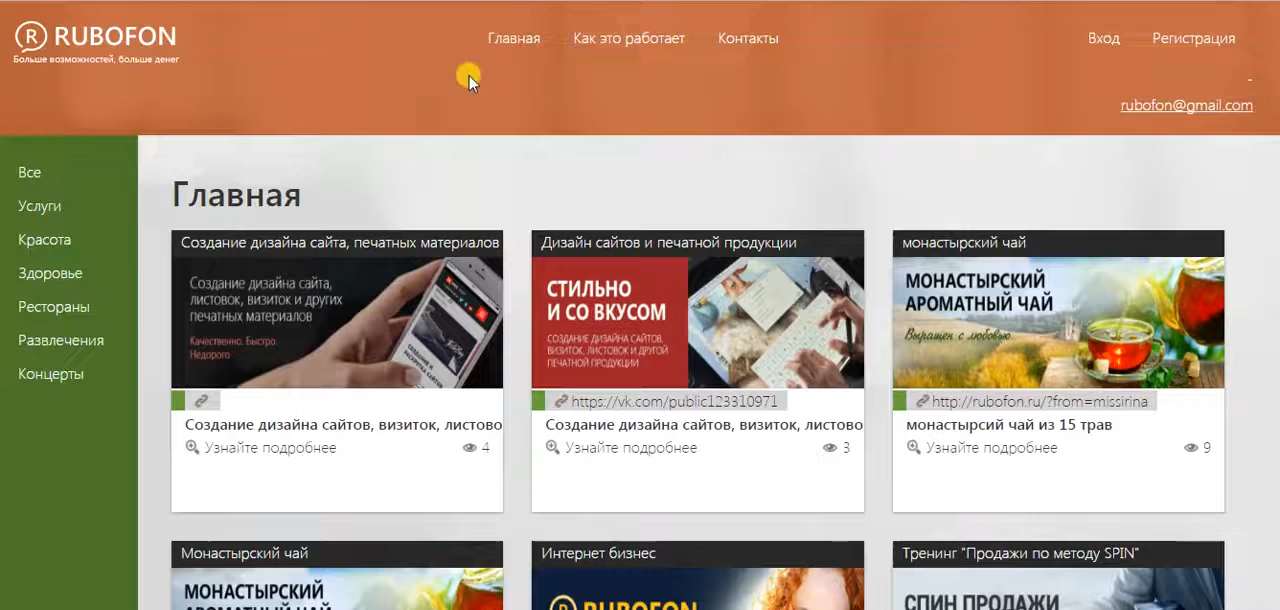 RUBOFON
Больше возможностей, больше денег
Главная
Как это работает
Контакты
Вход
Регистрация
-
rubofon@gmail.com
Все
Услуги
Красота
Здоровье
Рестораны
Развлечения
Концерты
Главная
Создание дизайна сайта, печатных материалов
Создание дизайна сайта,
листовок, визиток и других
печатных материалов
Качественно. Быстро.
Недорого
Создание дизайна сайтов, визиток, листово
Узнайте подробнее
4
Дизайн сайтов и печатной продукции
СТИЛЬНО
И СО ВКУСОМ
СОЗДАНИЕ ДИЗАЙНА САЙТОВ,
ВИЗИТОК, ЛИСТОВОК И ДРУГОЙ
ПЕЧАТНОЙ ПРОДУКЦИИ
https://vk.com/public123310971
Создание дизайна сайтов, визиток, листово
Узнайте подробнее
3
монастырский чай
МОНАСТЫРСКИЙ
АРОМАТНЫЙ ЧАЙ
Выращен с любовью
http://rubofon.ru/?from=missirina
монастырсий чай из 15 трав
Узнайте подробнее
9
Монастырский чай
МОНАСТЫРСКИЙ
АРОМАТНЫЙ ЧАЙ
Интернет бизнес
RUBOFON
Тренинг "Продажи по методу SPIN"
СПИН ПРОДАЖИ